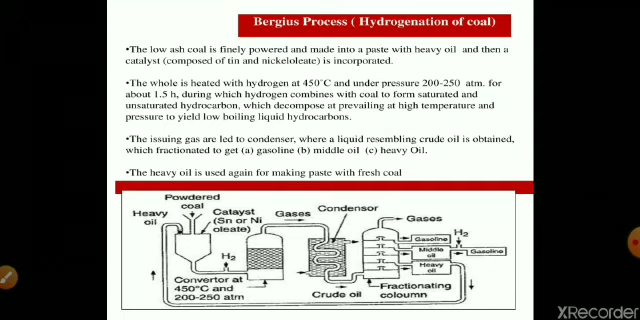 Bergius Process ( Hydrogenation of coal)
•The low ash coal is finely powered and made into a paste with heavy oil and then a
catalyst (composed of tin and nickeloleate) is incorporated.
•The whole is heated with hydrogen at 450˚C and under pressure 200-250 atm. for
about 1.5 h, during which hydrogen combines with coal to form saturated and
unsaturated hydrocarbon, which decompose at prevailing at high temperature and
pressure to yield low boiling liquid hydrocarbons.
•The issuing gas are led to condenser, where a liquid resembling crude oil is obtained,
which fractionated to get (a) gasoline (b) middle oil (c) heavy Oil.
•The heavy oil is used again for making paste with fresh coal
Powdered
coal
Heavy
oil
Catalyst
(Sn or Ni
oleate)
Gases
Condensor
Gases
H2
Gasoline
Middle
oil
Gasoline
Heavy
oil
H2
Convertor at
450°C and
200-250 atm
Crude oil
Fractionating
coloumn
XRecorder